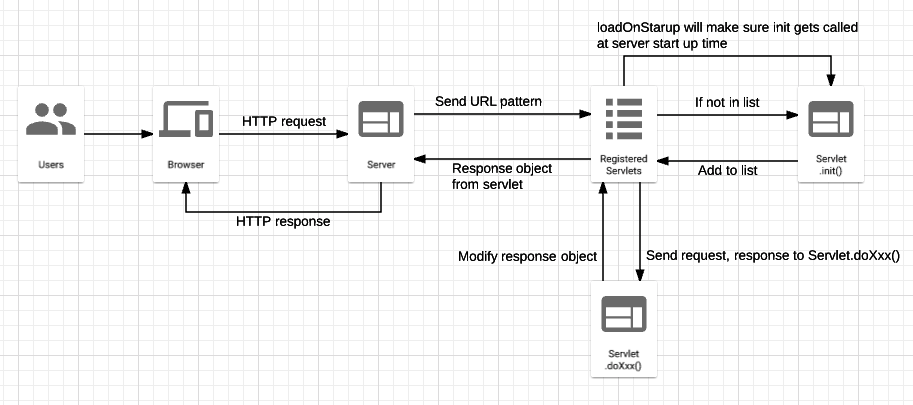 loadOnStarup will make sure init gets called
at server start up time
Users
HTTP request
Browser
Send URL pattern
Server
If not in list
Registered
Servlets
Servlet
.init()
Response object
from servlet
Add to list
HTTP response
Modify response object
Send request, response to Servlet.doXxx()
Servlet
.doXxx()